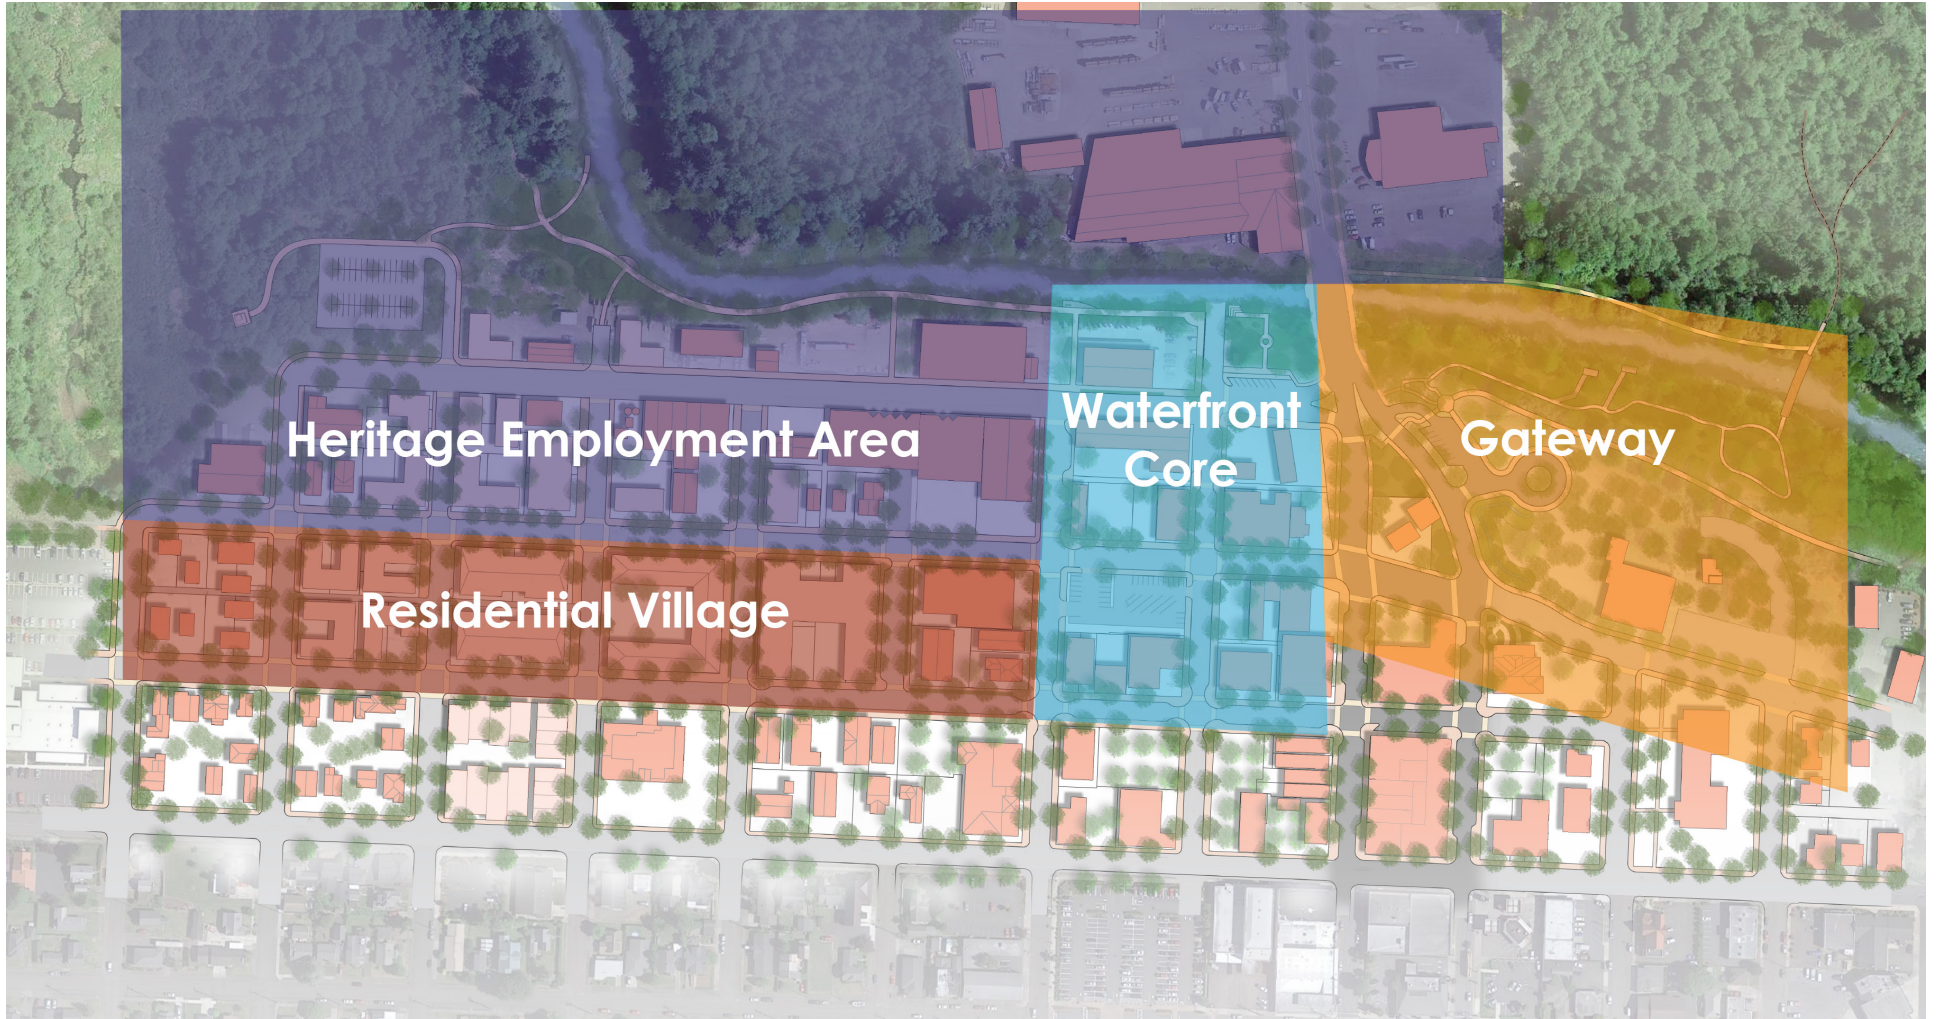 Heritage Employment Area
Waterfront
Core
Gateway
Residential Village